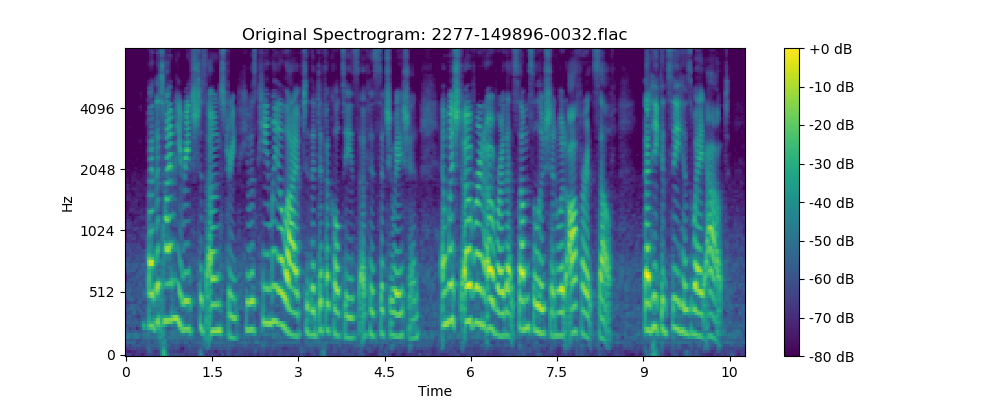 Original Spectrogram: 2277-149896-0032.flac
Hz
4096
2048
1024
512
0
0 1.5 3 4.5 6 7.5 9 10
Time
+0 dB
-10 dB
-20 dB
-30 dB
-40 dB
-50 dB
-60 dB
-70 dB
-80 dB